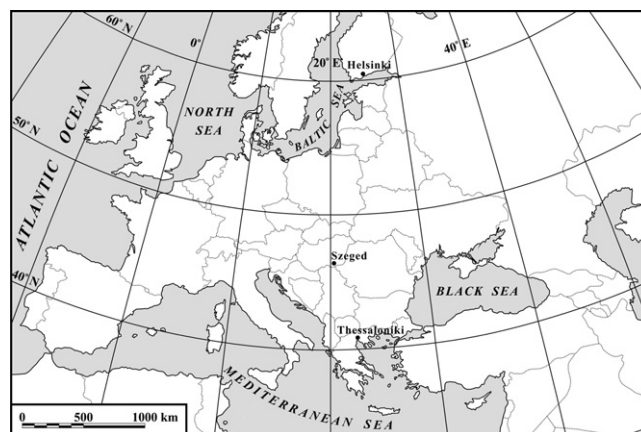 60° N
0°
20° E
Helsinki
40° E
NORTH
SEA
BALTIC SEA
50° N
ATLANTIC OCEAN
Szeged
40° N
BLACK SEA
Thessaloniki
MEDITERRANEAN SEA
0 500 1000 km